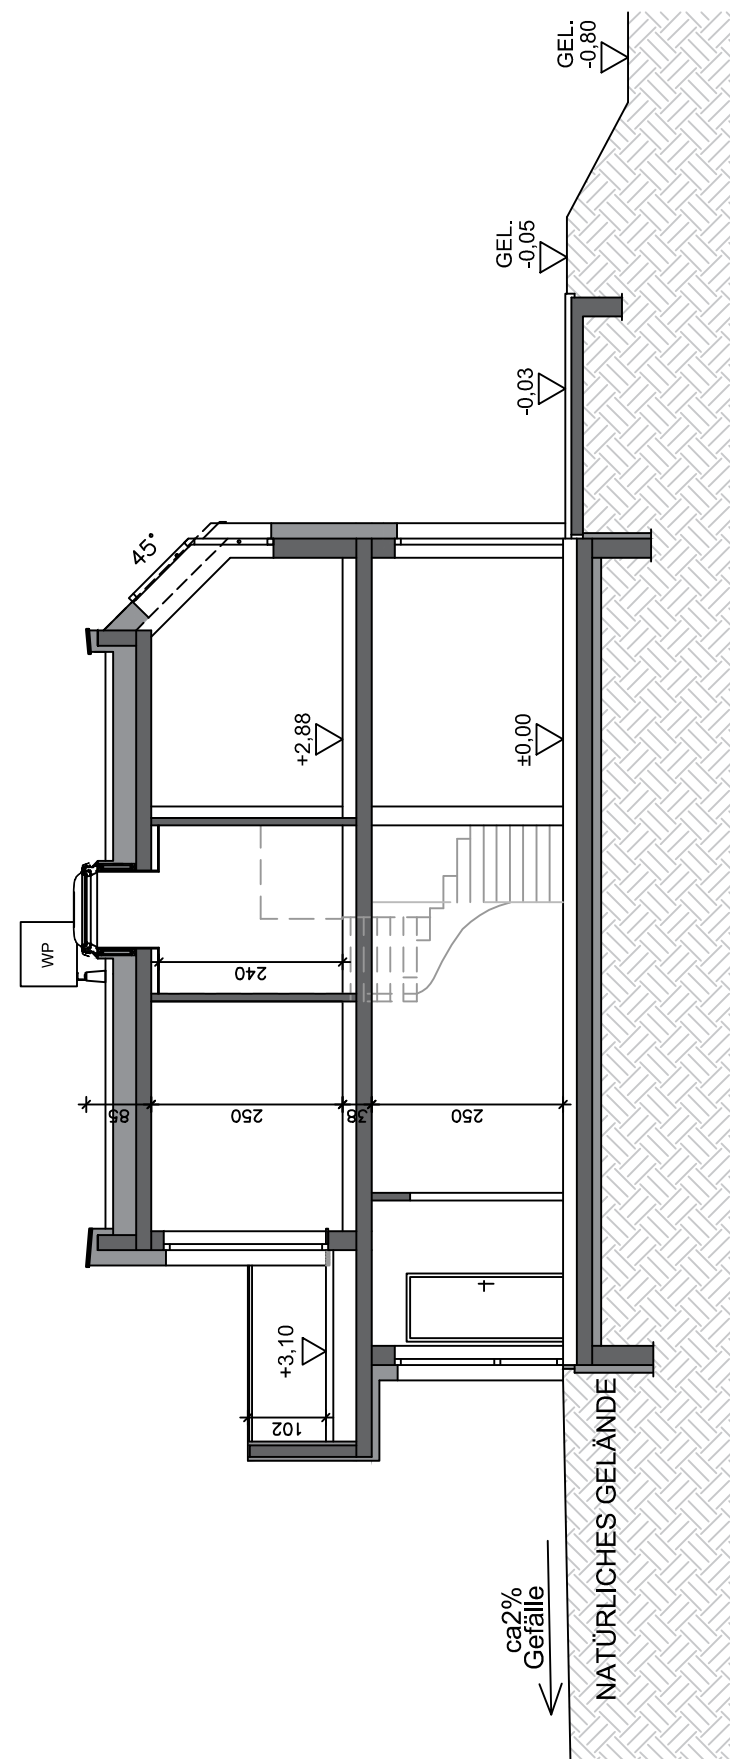 GEL.
-0,80
GEL.
-0,05
-0,03
45°
+2,88
±0,00
WP
240
85
250
38
250
+3,10
102
ca2%
Gefälle
NATÜRLICHES GELÄNDE